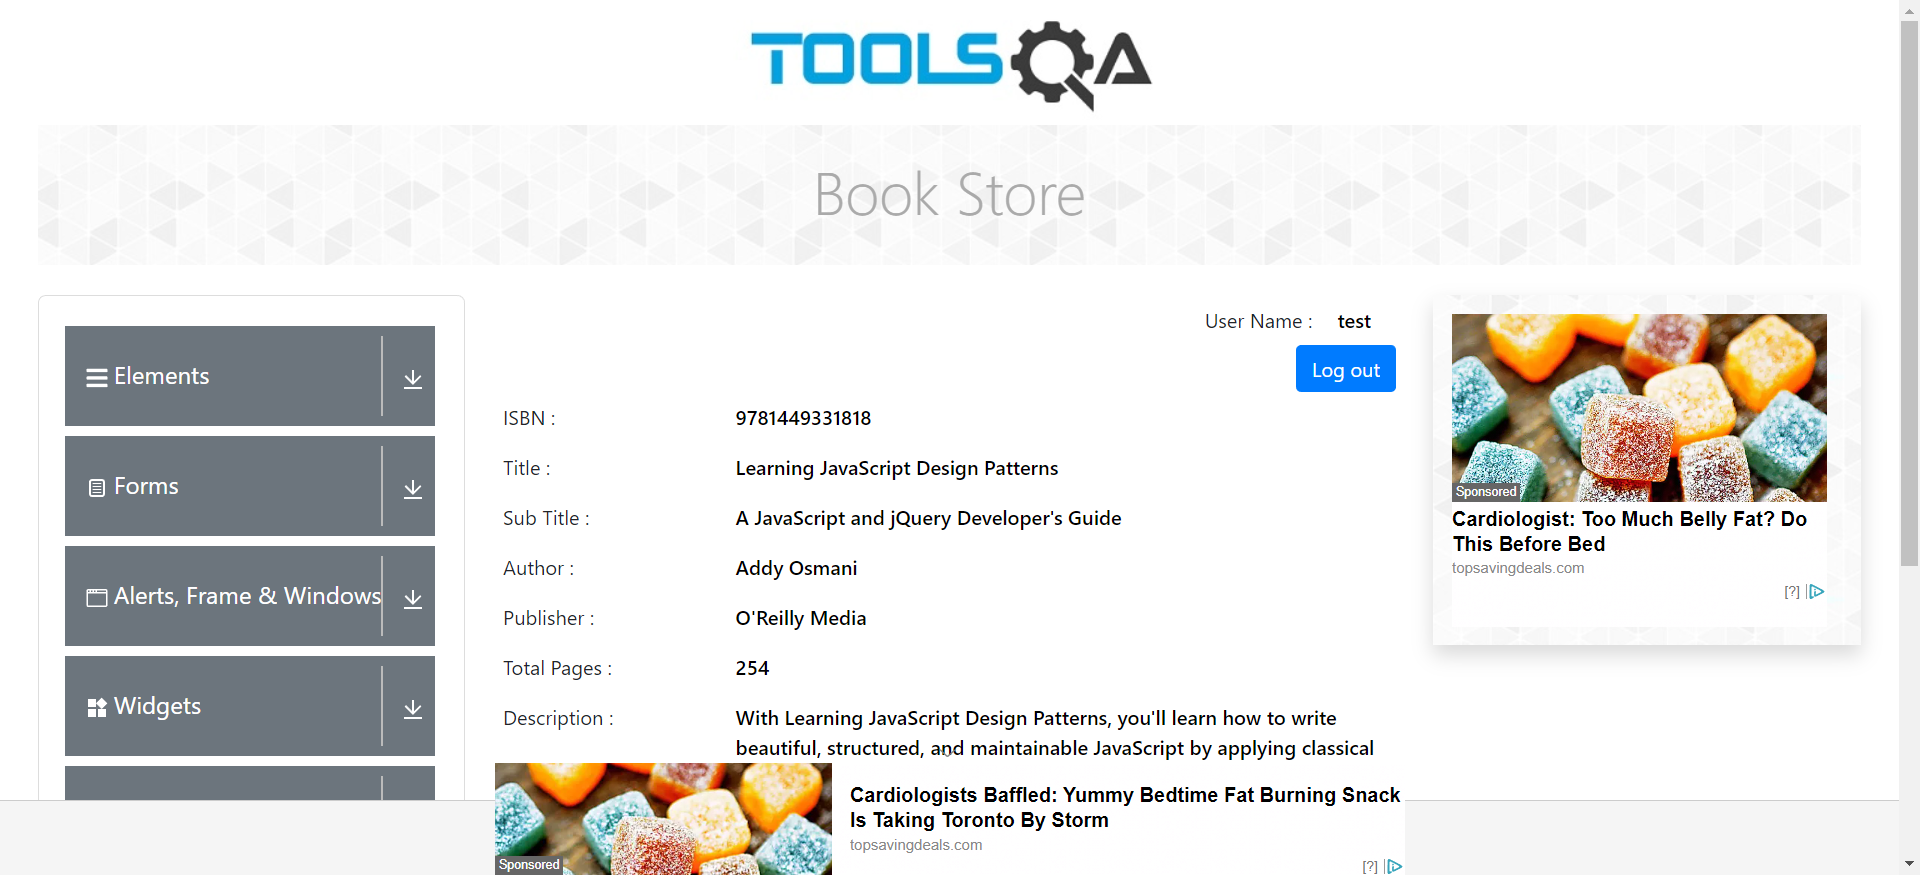 TOOLSQA
Book Store
Elements
Forms
Alerts, Frame & Windows
Widgets
User Name : test
Log out
ISBN : 9781449331818
Title : Learning JavaScript Design Patterns
Sub Title : A JavaScript and jQuery Developer's Guide
Author : Addy Osmani
Publisher : O'Reilly Media
Total Pages : 254
Description : With Learning JavaScript Design Patterns, you'll learn how to write
beautiful, structured, and maintainable JavaScript by applying classical
Sponsored
Cardiologist: Too Much Belly Fat? Do
This Before Bed
topsavingdeals.com
[?]
Sponsored
Cardiologists Baffled: Yummy Bedtime Fat Burning Snack
Is Taking Toronto By Storm
topsavingdeals.com
[?]